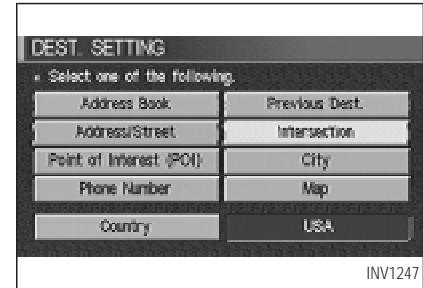 DEST. SETTING
Select one of the following.
Address Book Previous Dest.
Address/Street Intersection
Point of Interest (POI) City
Phone Number Map
Country USA
INV1247